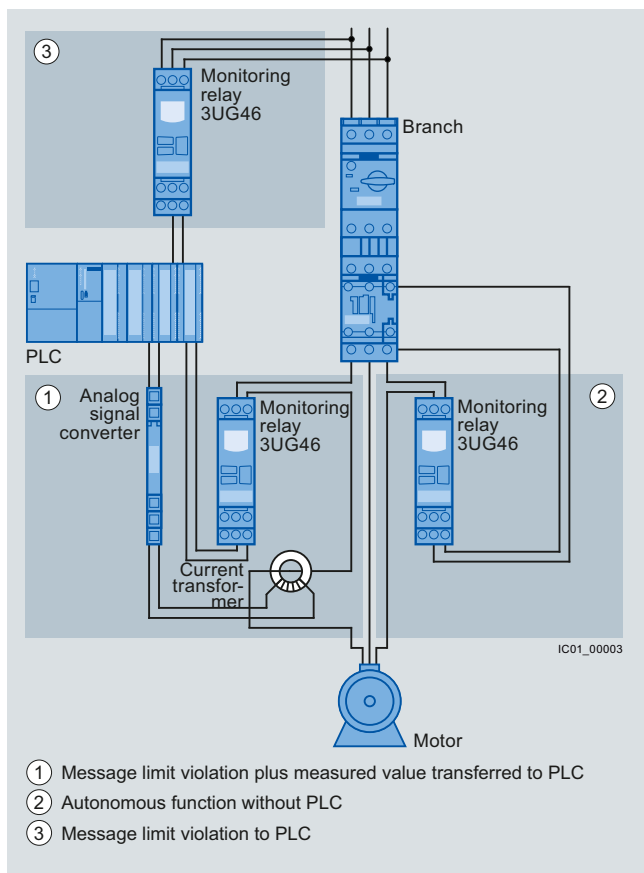 3
Monitoring
relay
3UG46
Branch
PLC
1
Analog
signal
converter
Monitoring
relay
3UG46
Current
transfor-
mer
Monitoring
relay
3UG46
2
IC01_00003
Motor
1 Message limit violation plus measured value transferred to PLC
2 Autonomous function without PLC
3 Message limit violation to PLC